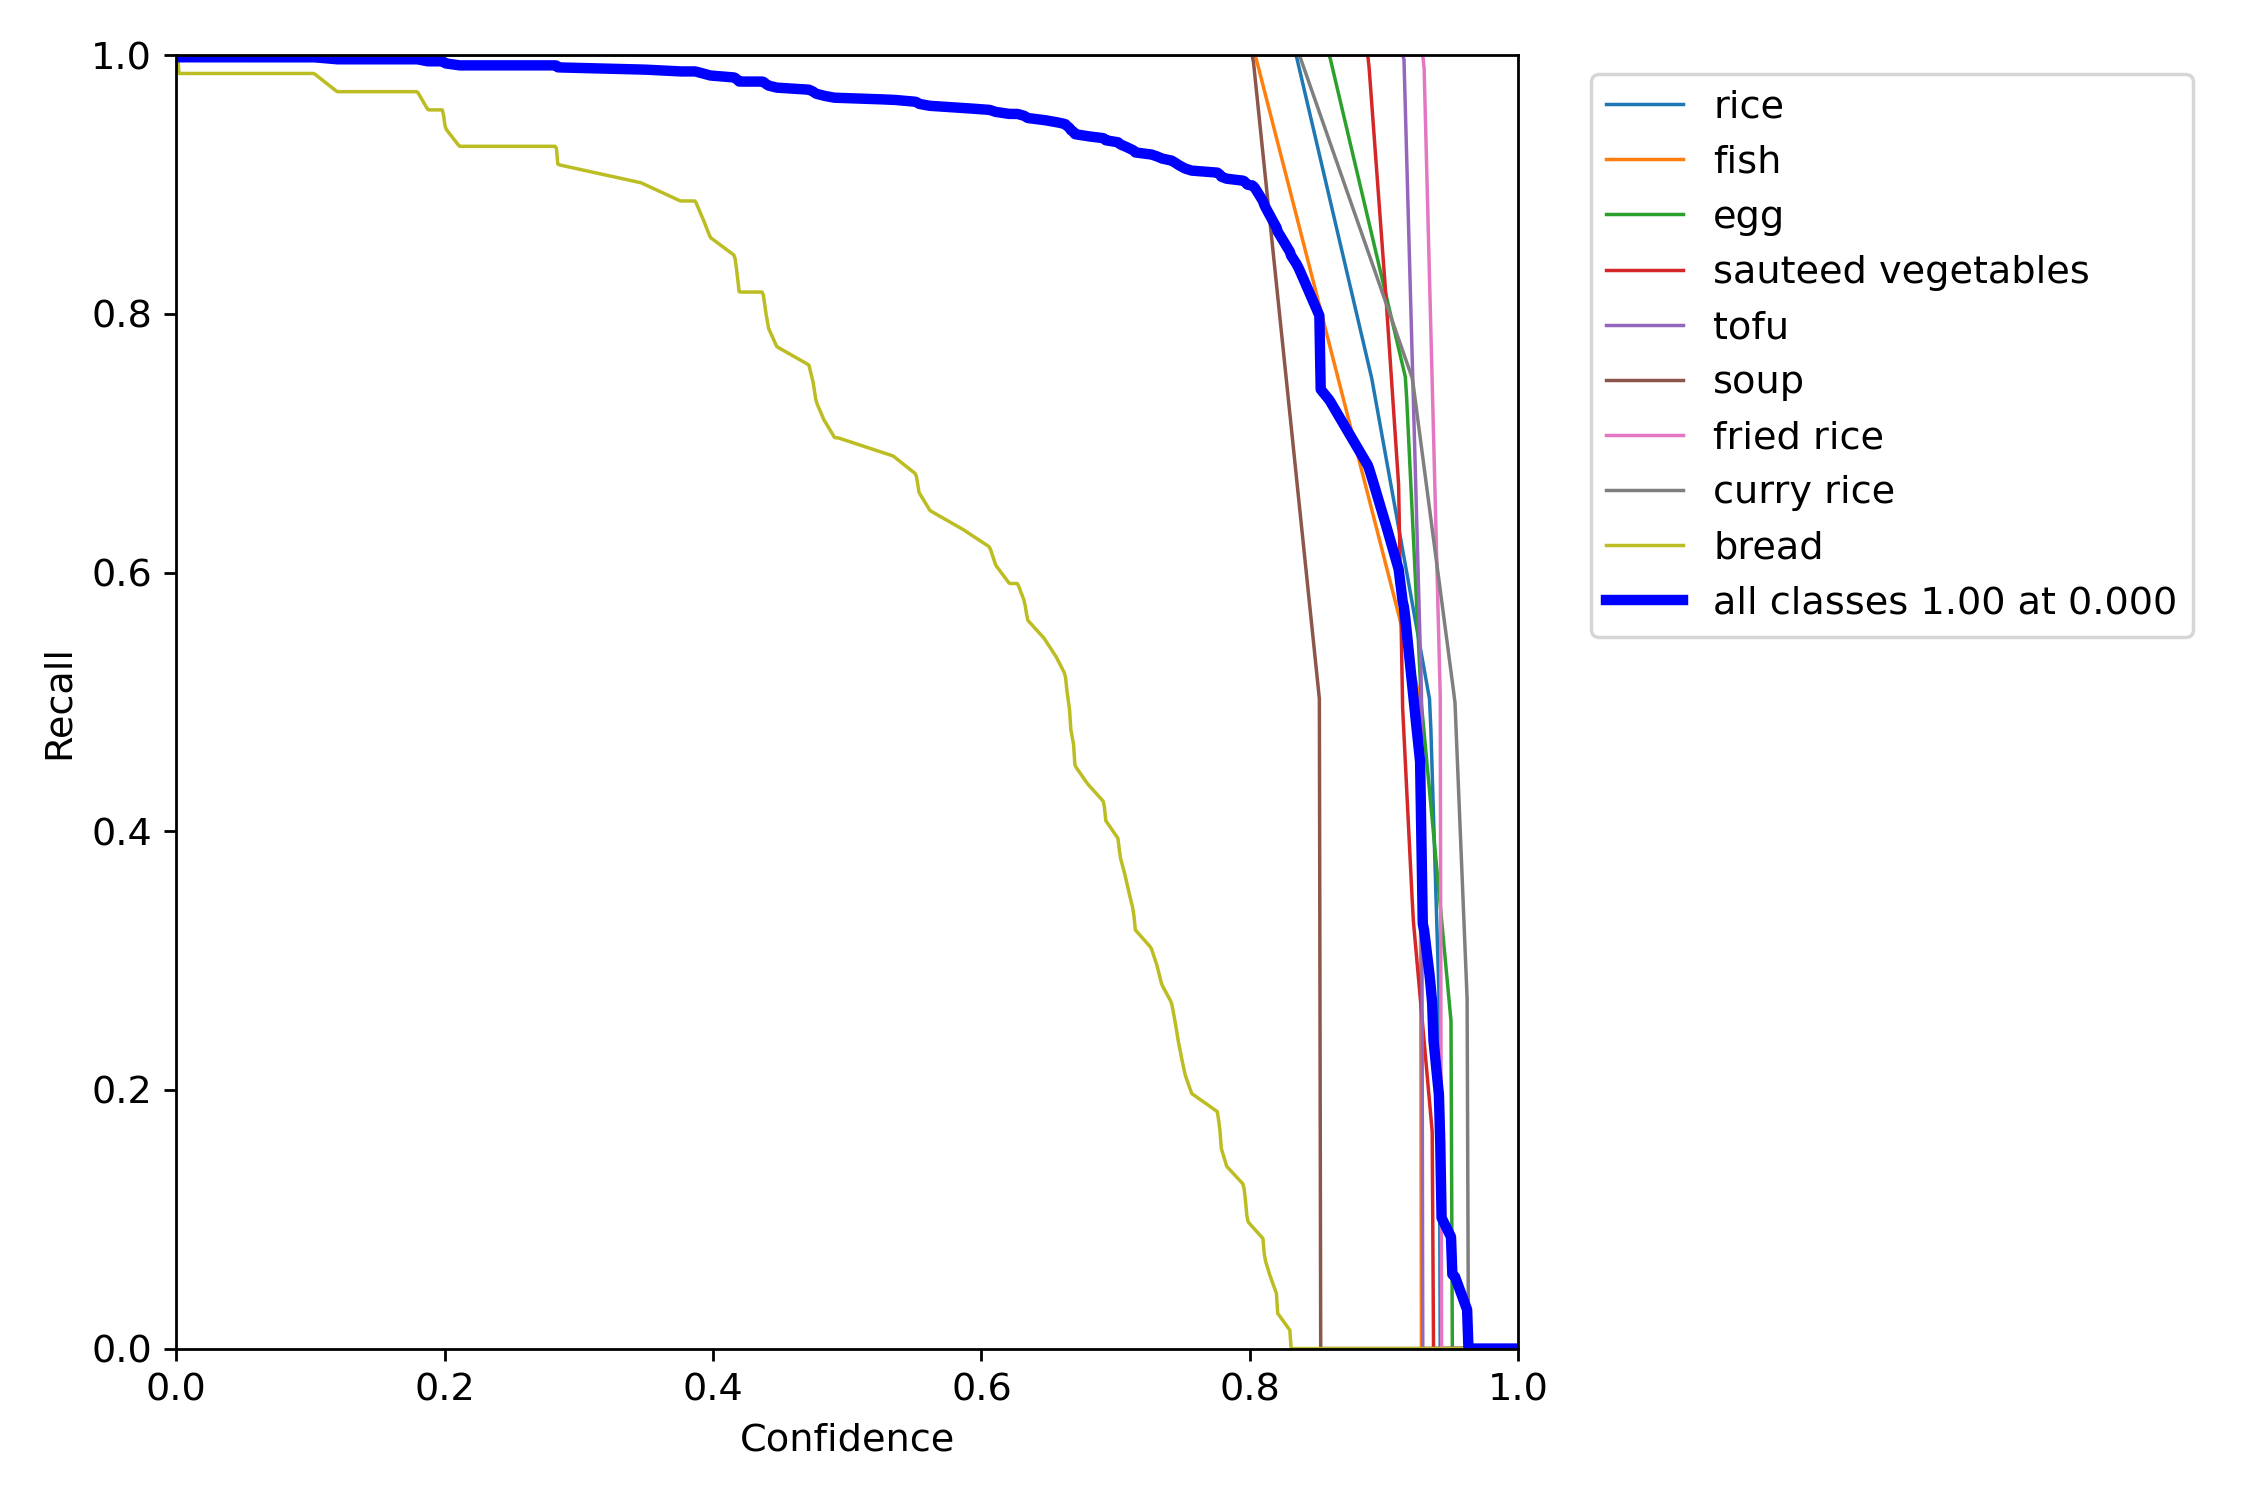 1.0
0.8
0.6
0.4
0.2
0.0
Recall
0.0 0.2 0.4 0.6 0.8 1.0
Confidence
rice
fish
egg
sauteed vegetables
tofu
soup
fried rice
curry rice
bread
all classes 1.00 at 0.000